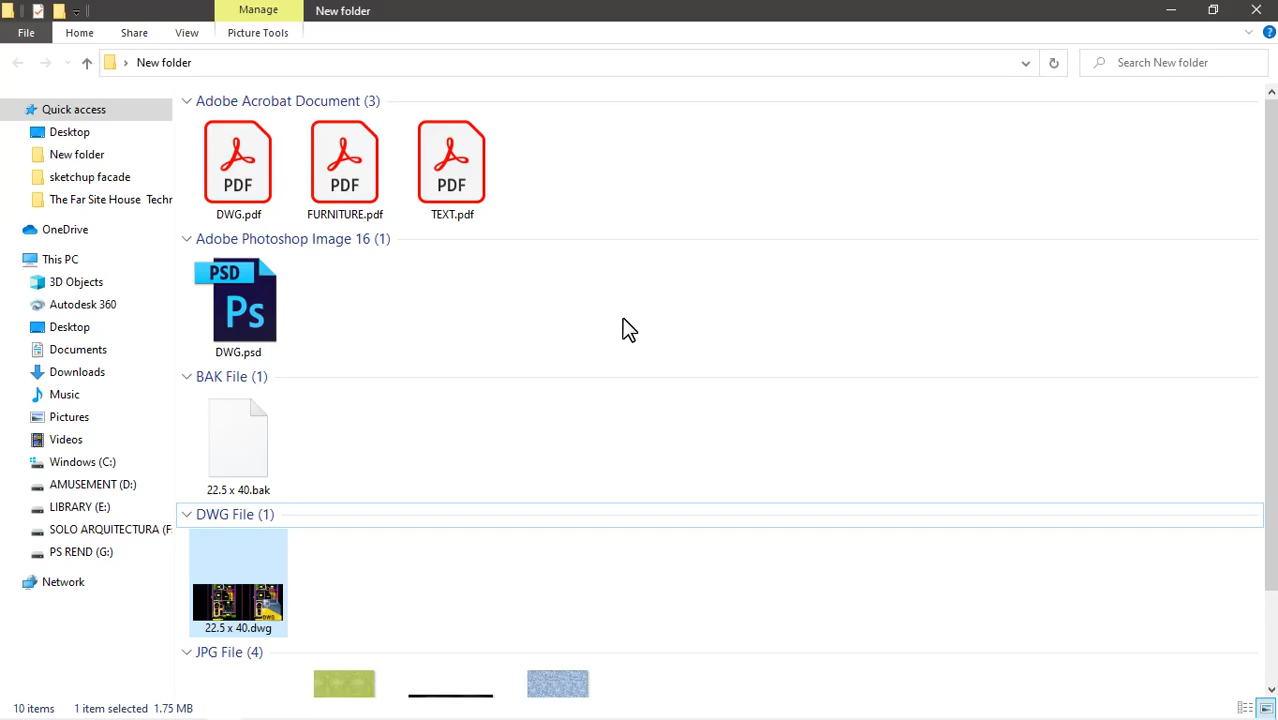 Manage
New folder
File
Home
Share
View
Picture Tools
New folder
Search New folder
Quick access
Desktop
New folder
sketchup facade
The Far Site House Techr
OneDrive
This PC
3D Objects
Autodesk 360
Desktop
Documents
Downloads
Music
Pictures
Videos
Windows (C:)
AMUSEMENT (D:)
LIBRARY (E:)
SOLO ARQUITECTURA (F:
PS REND (G:)
Network
Adobe Acrobat Document (3)
PDF
PDF
PDF
DWG.pdf
FURNITURE.pdf
TEXT.pdf
Adobe Photoshop Image 16 (1)
PSD
Ps
DWG.psd
BAK File (1)
22.5 x 40.bak
DWG File (1)
DWG
22.5 x 40.dwg
JPG File (4)
10 items
1 item selected 1.75 MB